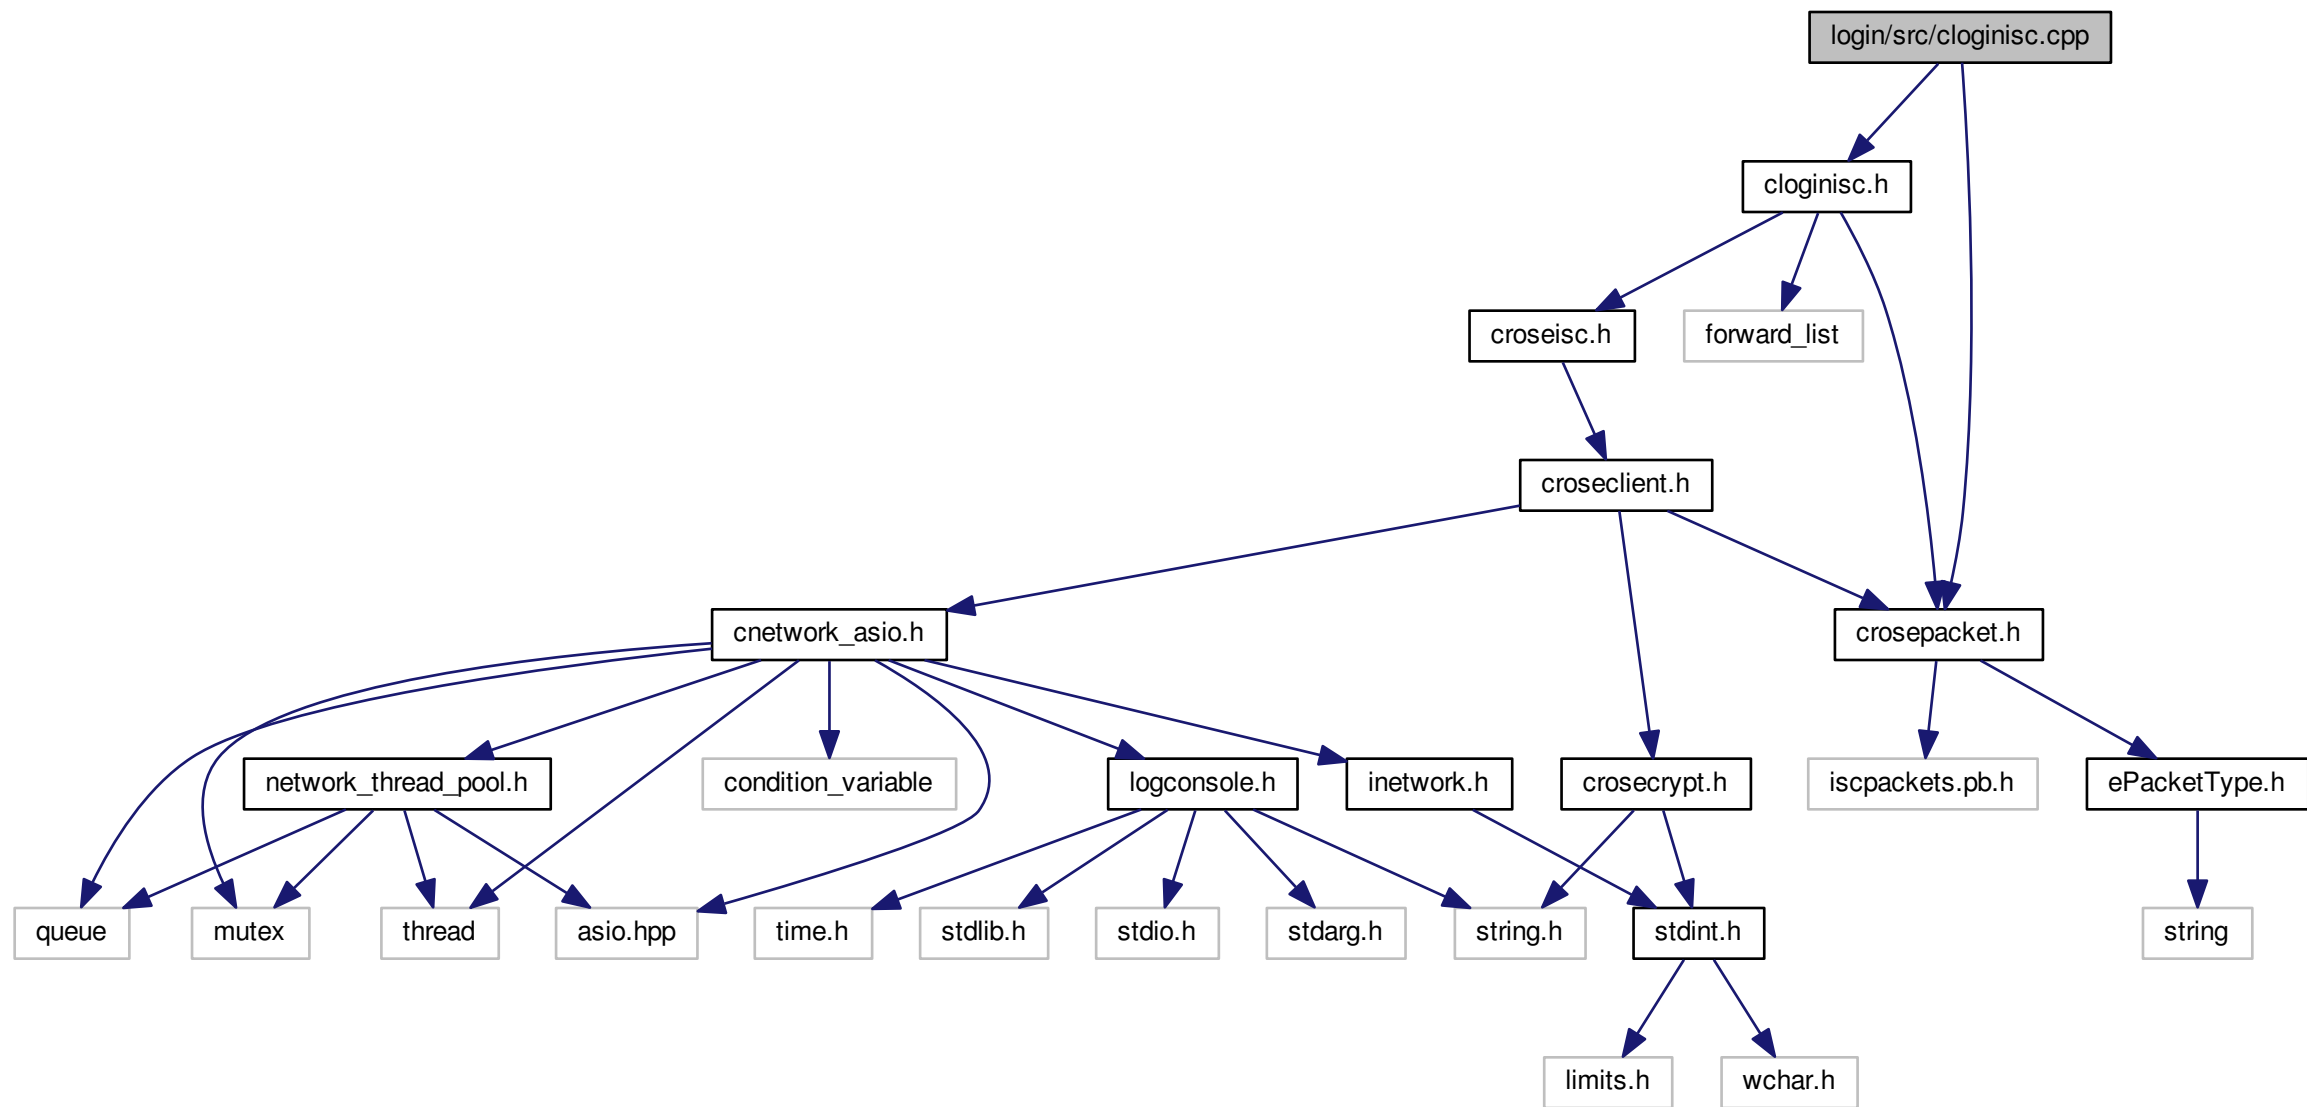 login/src/cloginisc.cpp
cloginisc.h
croseisc.h
forward_list
croseclient.h
cnetwork_asio.h
crosepacket.h
network_thread_pool.h
condition_variable
logconsole.h
inetwork.h
crosecrypt.h
iscpackets.pb.h
ePacketType.h
queue
mutex
thread
asio.hpp
time.h
stdlib.h
stdio.h
stdarg.h
string.h
stdint.h
string
limits.h
wchar.h